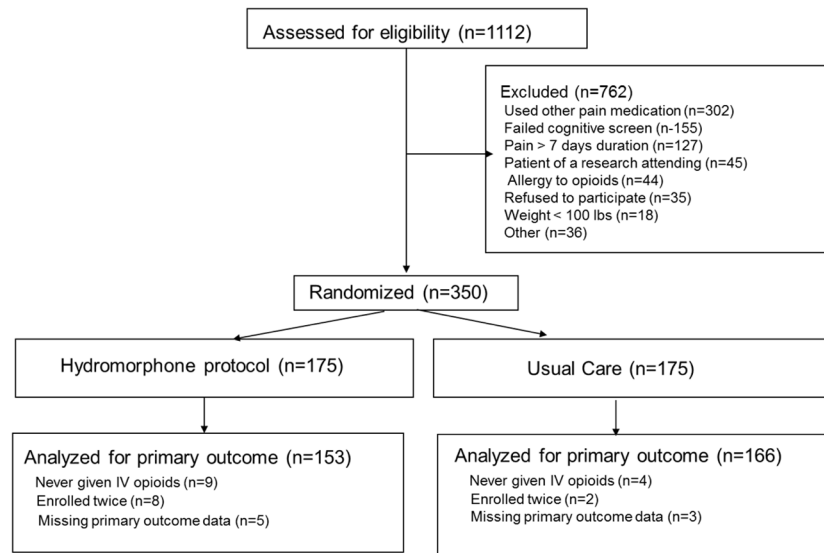 Assessed for eligibility (n=1112)
Excluded (n=762)
Used other pain medication (n=302)
Failed cognitive screen (n-155)
Pain > 7 days duration (n=127)
Patient of a research attending (n=45)
Allergy to opioids (n=44)
Refused to participate (n=35)
Weight < 100 lbs (n=18)
Other (n=36)
Randomized (n=350)
Hydromorphone protocol (n=175)
Usual Care (n=175)
Analyzed for primary outcome (n=153)
Never given IV opioids (n=9)
Enrolled twice (n=8)
Missing primary outcome data (n=5)
Analyzed for primary outcome (n=166)
Never given IV opioids (n=4)
Enrolled twice (n=2)
Missing primary outcome data (n=3)